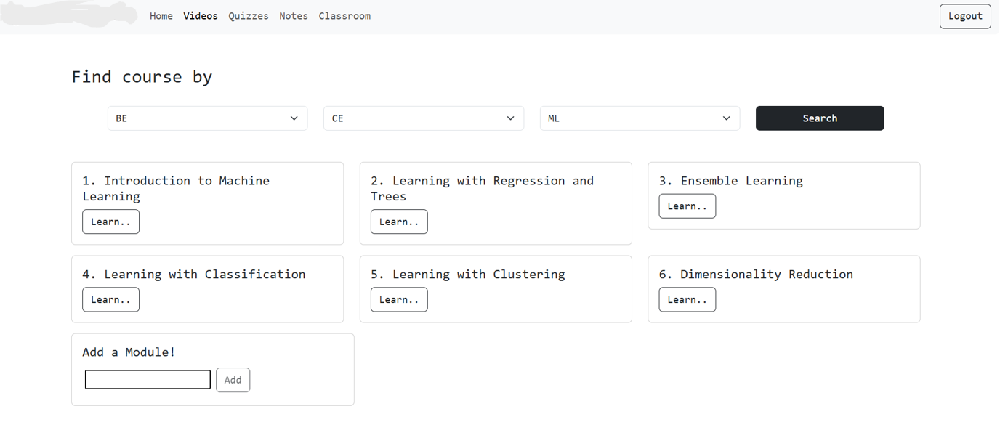 Home Videos Quizzes Notes Classroom Logout
Find course by
BE CE ML Search
1. Introduction to Machine
Learning
Learn..
2. Learning with Regression and
Trees
Learn..
3. Ensemble Learning
Learn..
4. Learning with Classification
Learn..
5. Learning with Clustering
Learn..
6. Dimensionality Reduction
Learn..
Add a Module!
Add